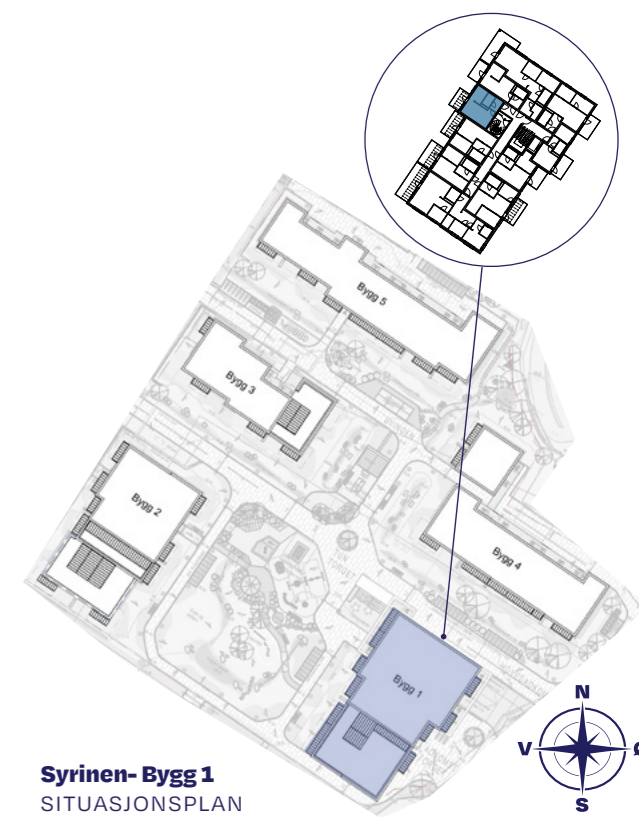 Bygg 5
Bygg 3
Bygg 2
Bygg 4
Bygg 1
N
V
S
Syrinen- Bygg 1
SITUASJONSPLAN